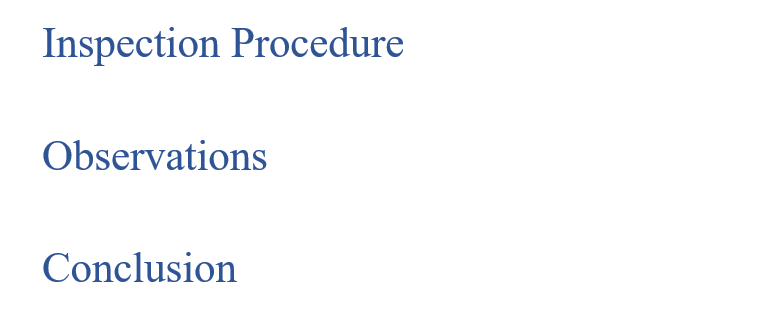 Inspection Procedure
Observations
Conclusion